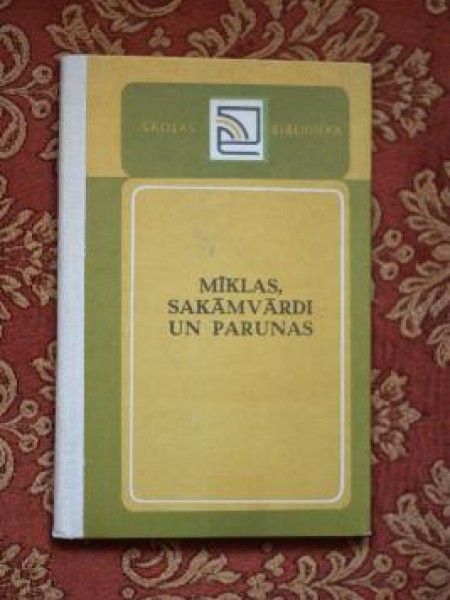 SKOLAS BIBLIOTĒKA
MĪKLAS,
SAKĀMVĀRDI
UN PARUNAS